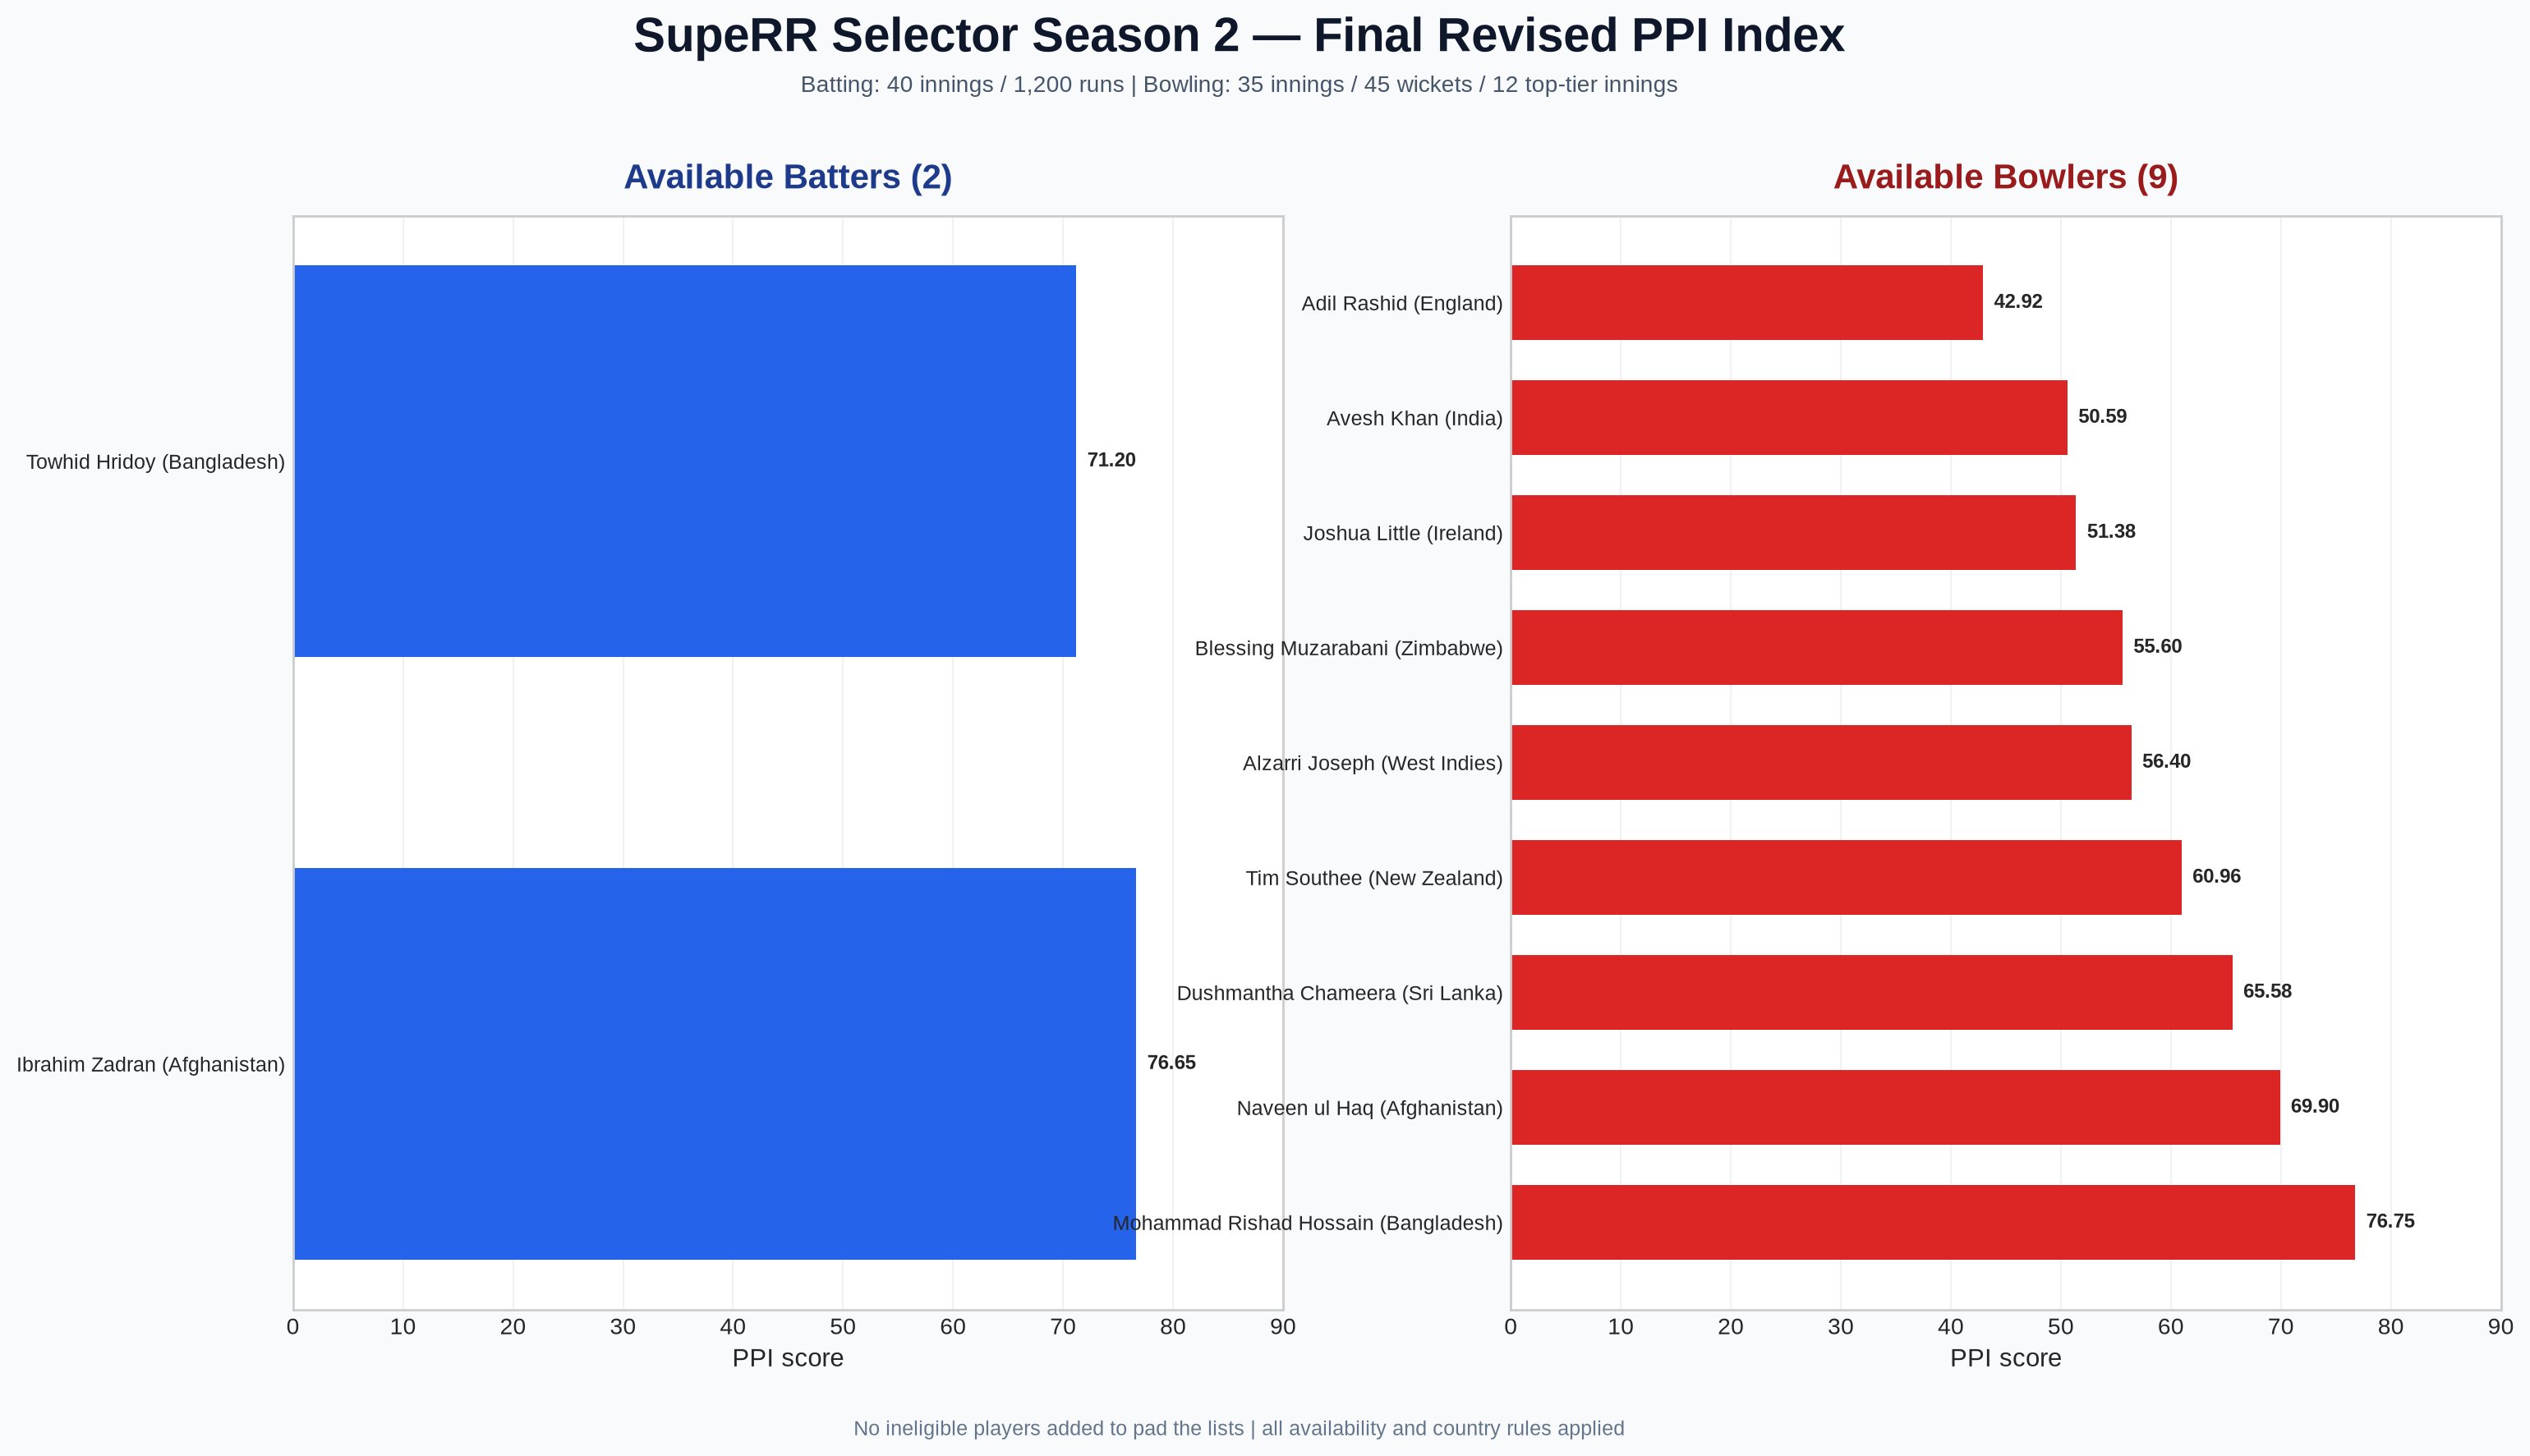 SupeRR Selector Season 2 — Final Revised PPI Index
Batting: 40 innings / 1,200 runs | Bowling: 35 innings / 45 wickets / 12 top-tier innings
Available Batters (2)
Towhid Hridoy (Bangladesh)
71.20
Ibrahim Zadran (Afghanistan)
76.65
0 10 20 30 40 50 60 70 80 90
PPI score
Available Bowlers (9)
Adil Rashid (England)
42.92
Avesh Khan (India)
50.59
Joshua Little (Ireland)
51.38
Blessing Muzarabani (Zimbabwe)
55.60
Alzarri Joseph (West Indies)
56.40
Tim Southee (New Zealand)
60.96
Dushmantha Chameera (Sri Lanka)
65.58
Naveen ul Haq (Afghanistan)
69.90
Mohammad Rishad Hossain (Bangladesh)
76.75
0 10 20 30 40 50 60 70 80 90
PPI score
No ineligible players added to pad the lists | all availability and country rules applied